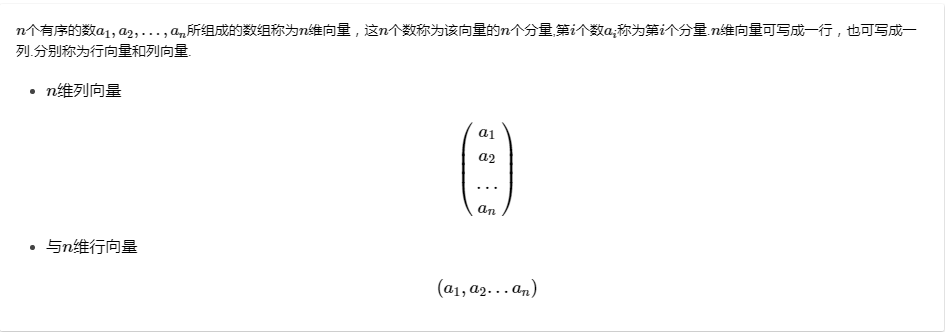 n个有序的数a₁, a₂, . . . , aₙ所组成的数组称为n维向量，这n个数称为该向量的n个分量,第i个数aᵢ称为第i个分量.n维向量可写成一行，也可写成一
列.分别称为行向量和列向量.
• n维列向量
a₁
a₂
. . .
aₙ
• 与n维行向量
(a₁, a₂. . . aₙ)